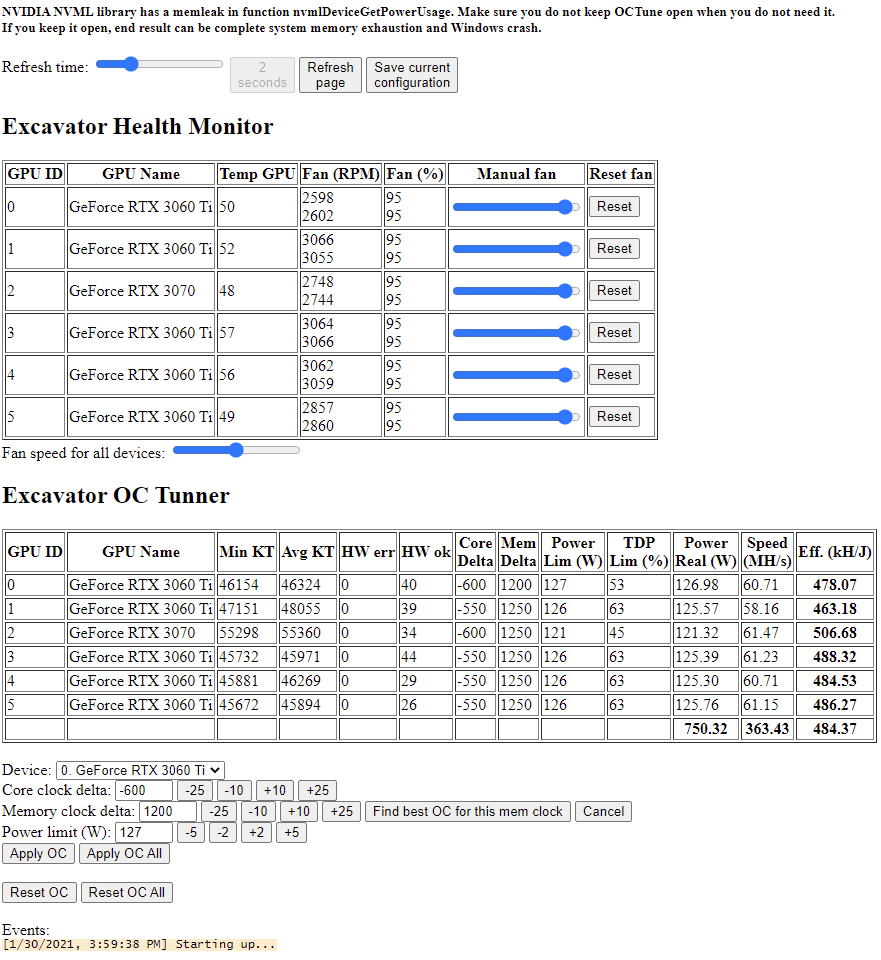 NVIDIA NVML library has a memleak in function nvmlDeviceGetPowerUsage. Make sure you do not keep OCTune open when you do not need it.
If you keep it open, end result can be complete system memory exhaustion and Windows crash.
Refresh time: 2 seconds Refresh page Save current configuration
Excavator Health Monitor
GPU ID GPU Name Temp GPU Fan (RPM) Fan (%) Manual fan Reset fan
0 GeForce RTX 3060 Ti 50 2598 2602 95 95 Reset
1 GeForce RTX 3060 Ti 52 3066 3055 95 95 Reset
2 GeForce RTX 3070 48 2748 2744 95 95 Reset
3 GeForce RTX 3060 Ti 57 3064 3066 95 95 Reset
4 GeForce RTX 3060 Ti 56 3062 3059 95 95 Reset
5 GeForce RTX 3060 Ti 49 2857 2860 95 95 Reset
Fan speed for all devices:
Excavator OC Tunner
GPU ID GPU Name Min KT Avg KT HW err HW ok Core Delta Mem Delta Power Lim (W) TDP Lim (%) Power Real (W) Speed (MH/s) Eff. (kH/J)
0 GeForce RTX 3060 Ti 46154 46324 0 40 -600 1200 127 53 126.98 60.71 478.07
1 GeForce RTX 3060 Ti 47151 48055 0 39 -550 1250 126 63 125.57 58.16 463.18
2 GeForce RTX 3070 55298 55360 0 34 -600 1250 121 45 121.32 61.47 506.68
3 GeForce RTX 3060 Ti 45732 45971 0 44 -550 1250 126 63 125.39 61.23 488.32
4 GeForce RTX 3060 Ti 45881 46269 0 29 -550 1250 126 63 125.30 60.71 484.53
5 GeForce RTX 3060 Ti 45672 45894 0 26 -550 1250 126 63 125.76 61.15 486.27
750.32 363.43 484.37
Device: 0. GeForce RTX 3060 Ti
Core clock delta: -600 -25 -10 +10 +25
Memory clock delta: 1200 -25 -10 +10 +25 Find best OC for this mem clock Cancel
Power limit (W): 127 -5 -2 +2 +5
Apply OC Apply OC All
Reset OC Reset OC All
Events:
[1/30/2021, 3:59:38 PM] Starting up...